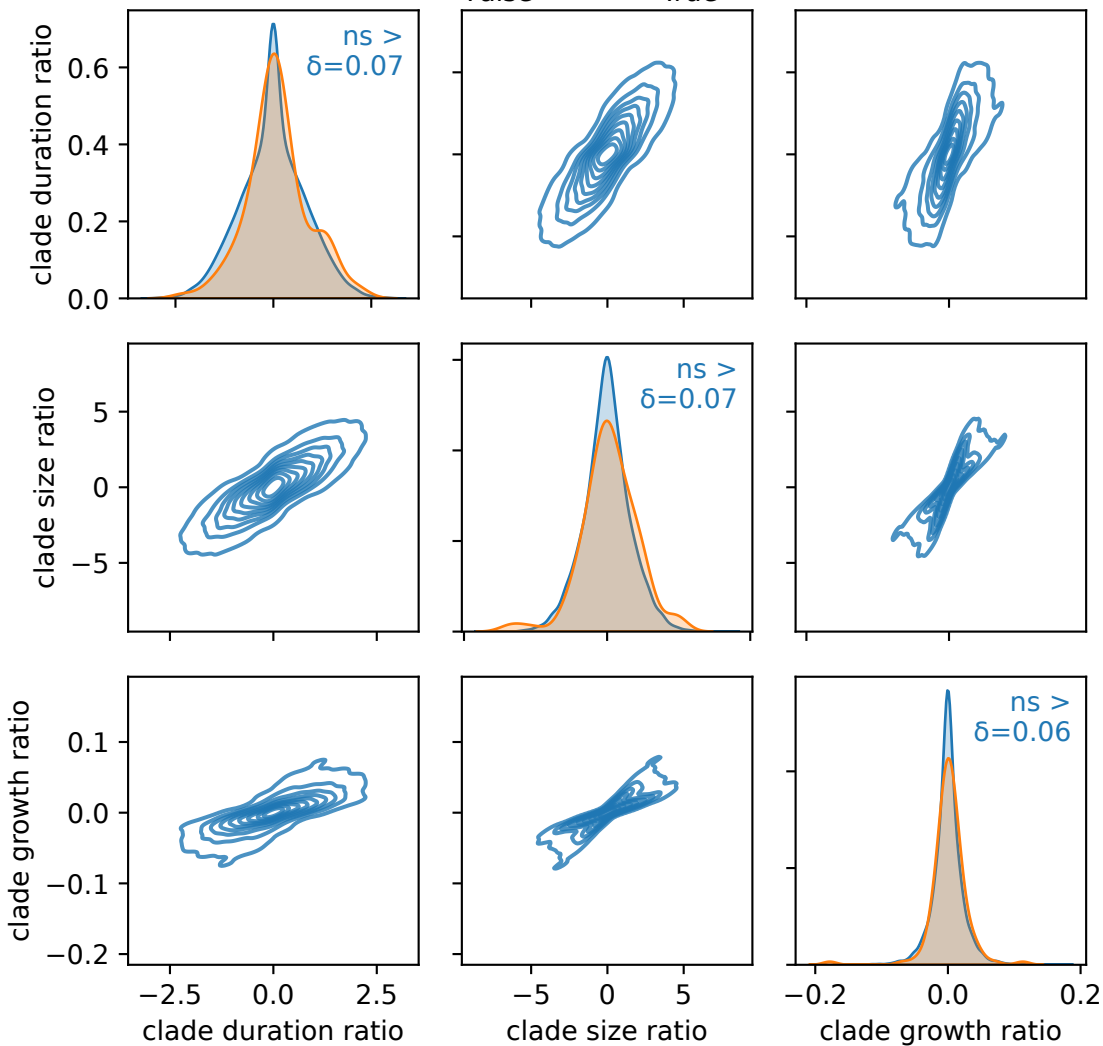 clade duration ratio
0.6
0.4
0.2
0.0
ns >
δ=0.07
clade size ratio
5
0
−5
ns >
δ=0.07
clade growth ratio
0.1
0.0
−0.1
−0.2
ns >
δ=0.06
−2.5 0.0 2.5
−5 0 5
−0.2 0.0 0.2
clade duration ratio
clade size ratio
clade growth ratio